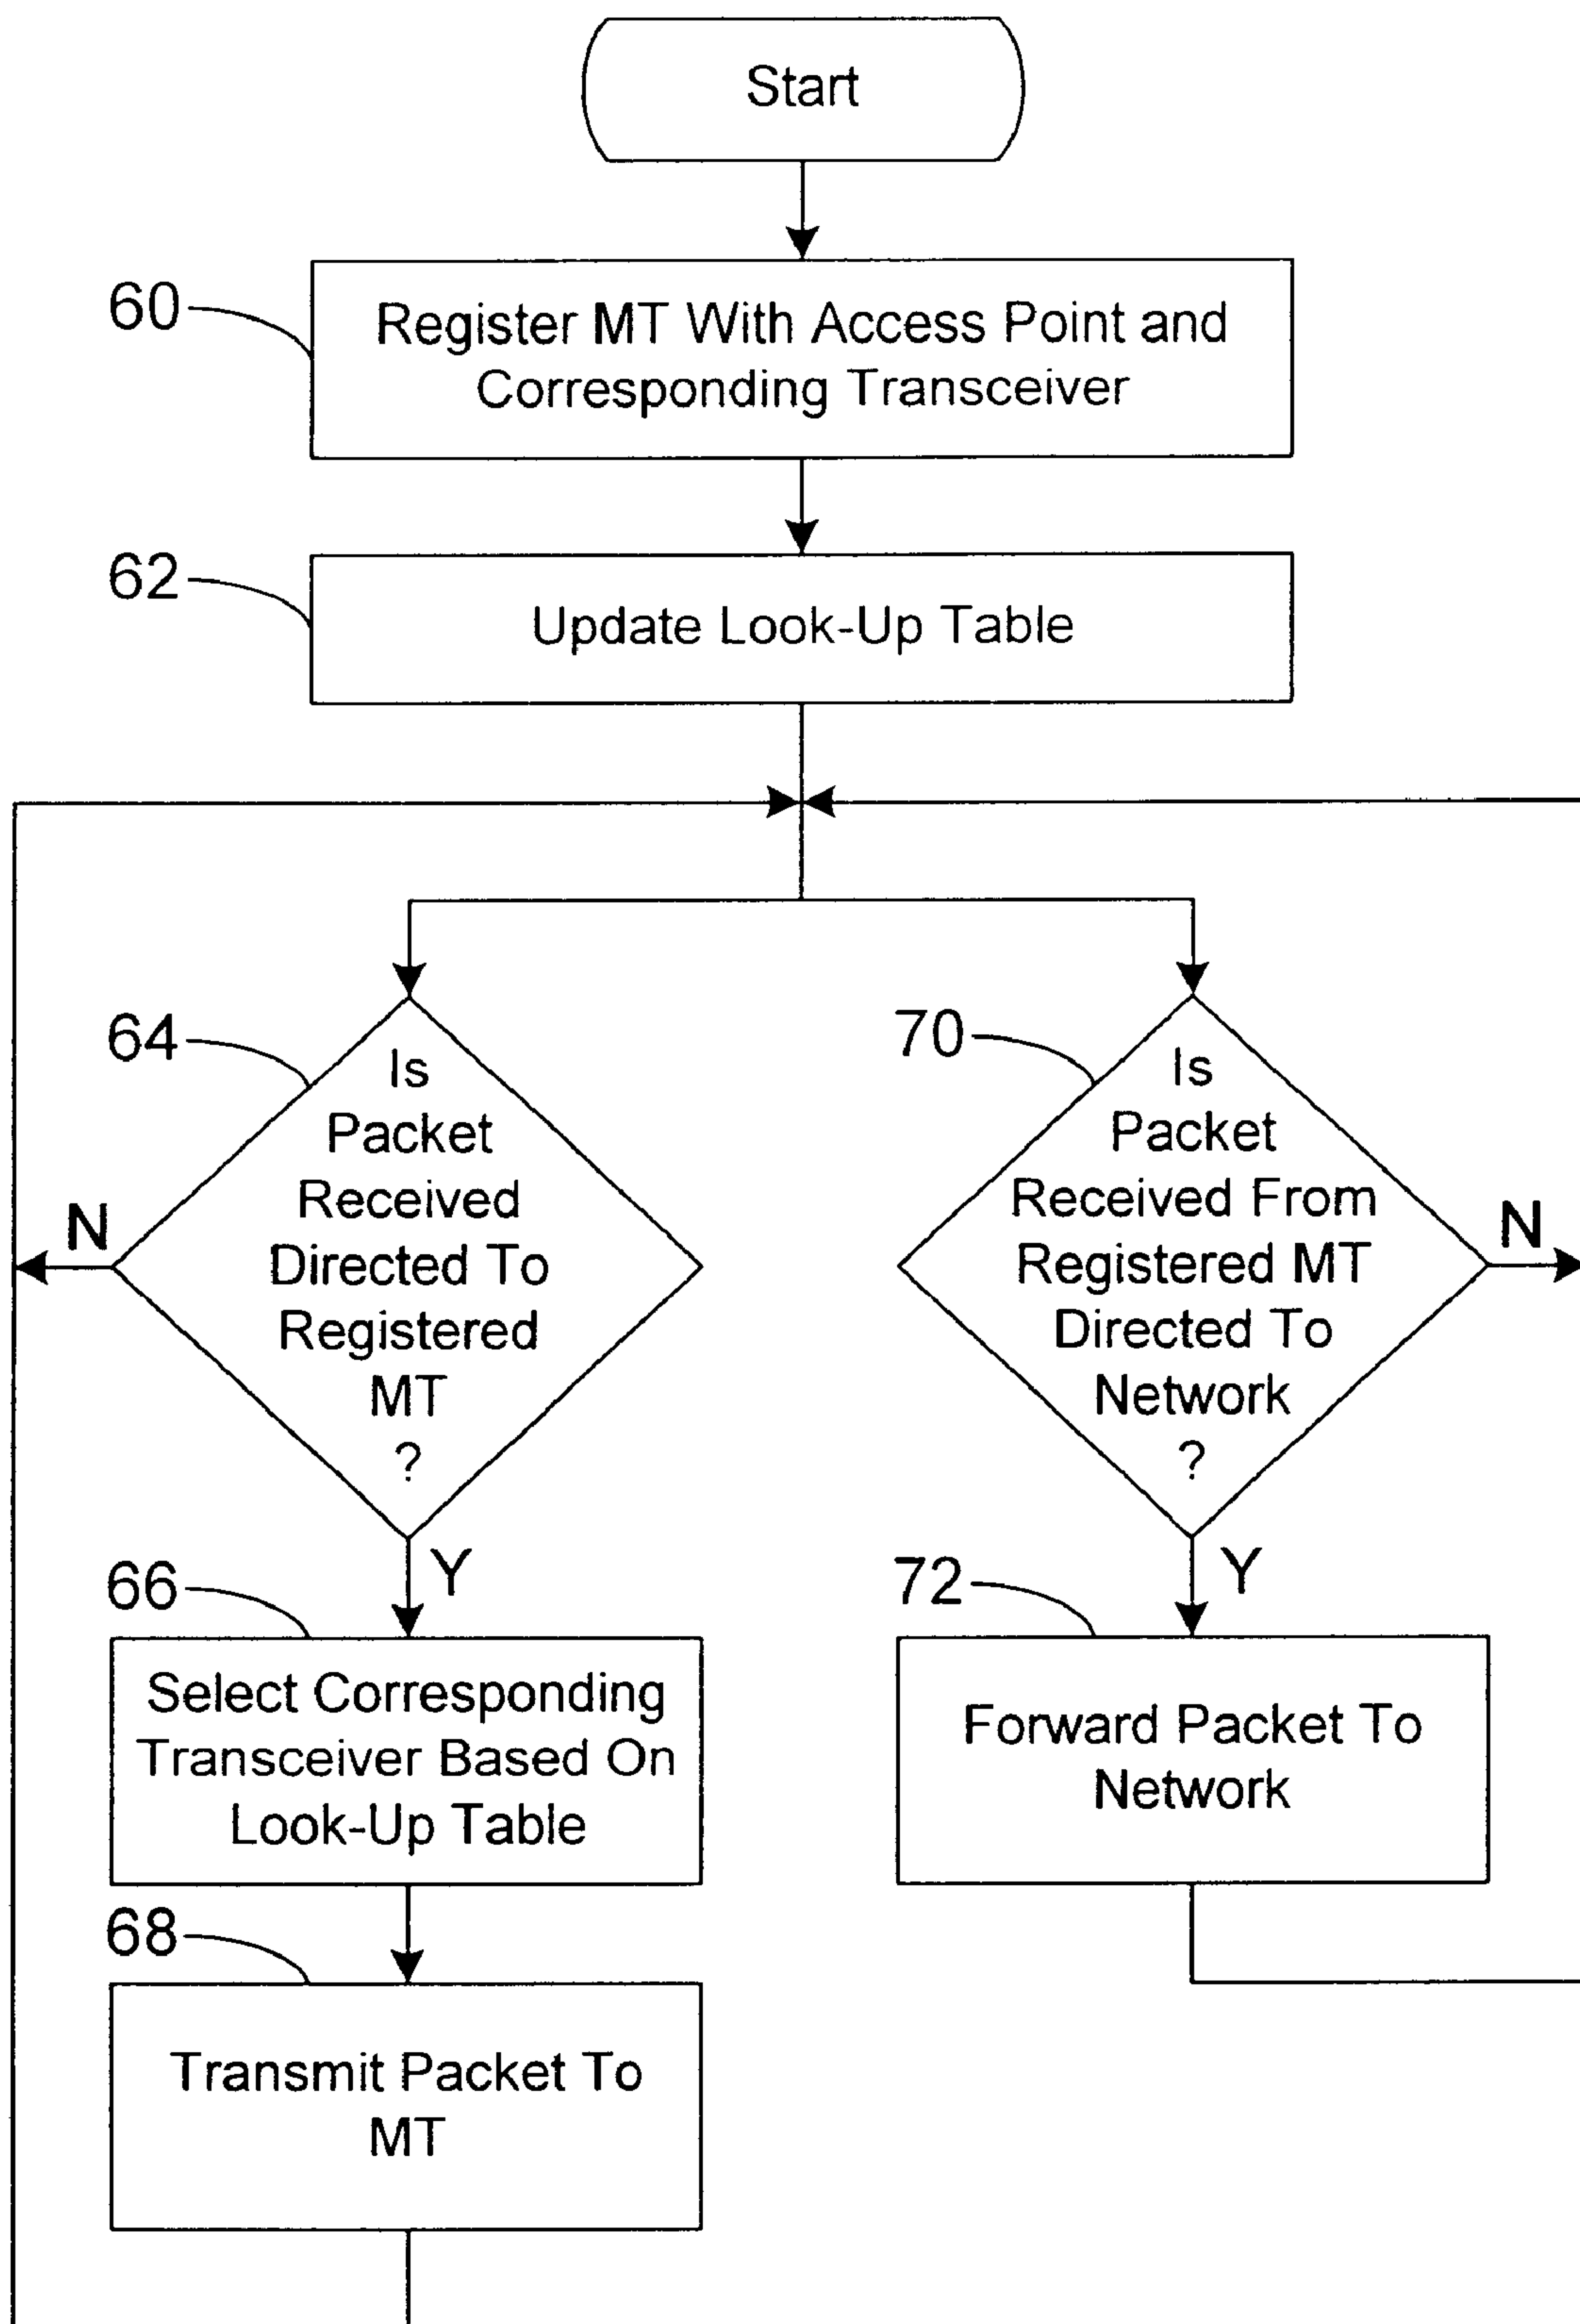 Start
60
Register MT With Access Point and
Corresponding Transceiver
62
Update Look-Up Table
64
Is
Packet
Received
Directed To
Registered
MT
?
N
Y
70
Is
Packet
Received From
Registered MT
Directed To
Network
?
N
Y
66
Select Corresponding
Transceiver Based On
Look-Up Table
72
Forward Packet To
Network
68
Transmit Packet To
MT